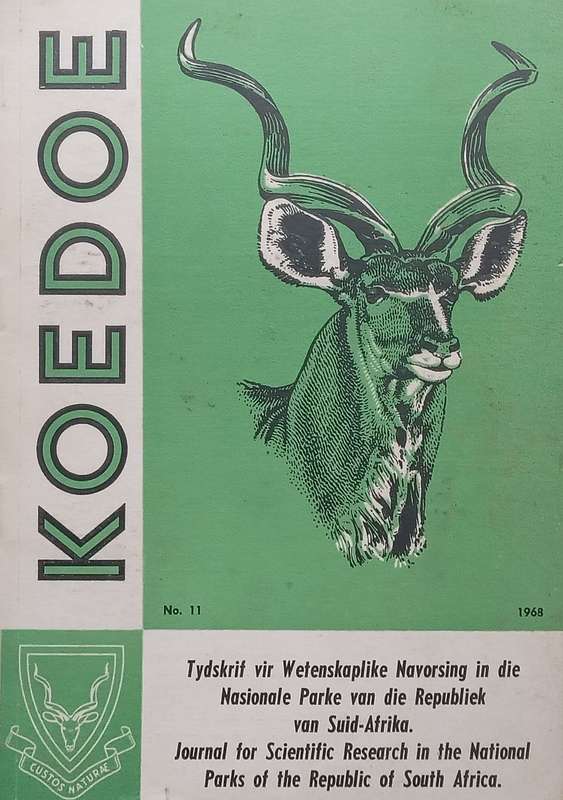 KOEDOE
No. 11
1968
CUSTOS NATURAE
Tydskrif vir Wetenskaplike Navorsing in die
Nasionale Parke van die Republiek
van Suid-Afrika.
Journal for Scientific Research in the National
Parks of the Republic of South Africa.